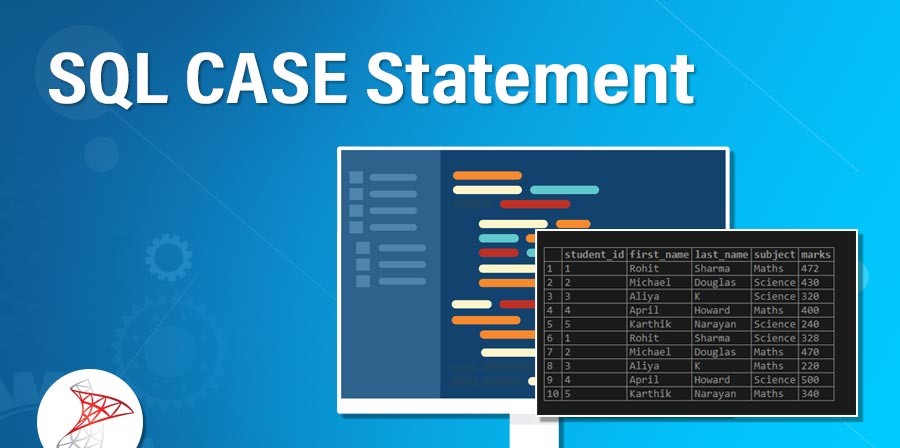 SQL CASE Statement
student_id first_name last_name subject marks
1 1 Rohit Sharma Maths 472
2 2 Michael Douglas Science 430
3 3 Aliya K Science 320
4 4 April Howard Maths 400
5 5 Karthik Narayan Science 240
6 1 Rohit Sharma Science 328
7 2 Michael Douglas Maths 470
8 3 Aliya K Maths 220
9 4 April Howard Science 500
10 5 Karthik Narayan Maths 340